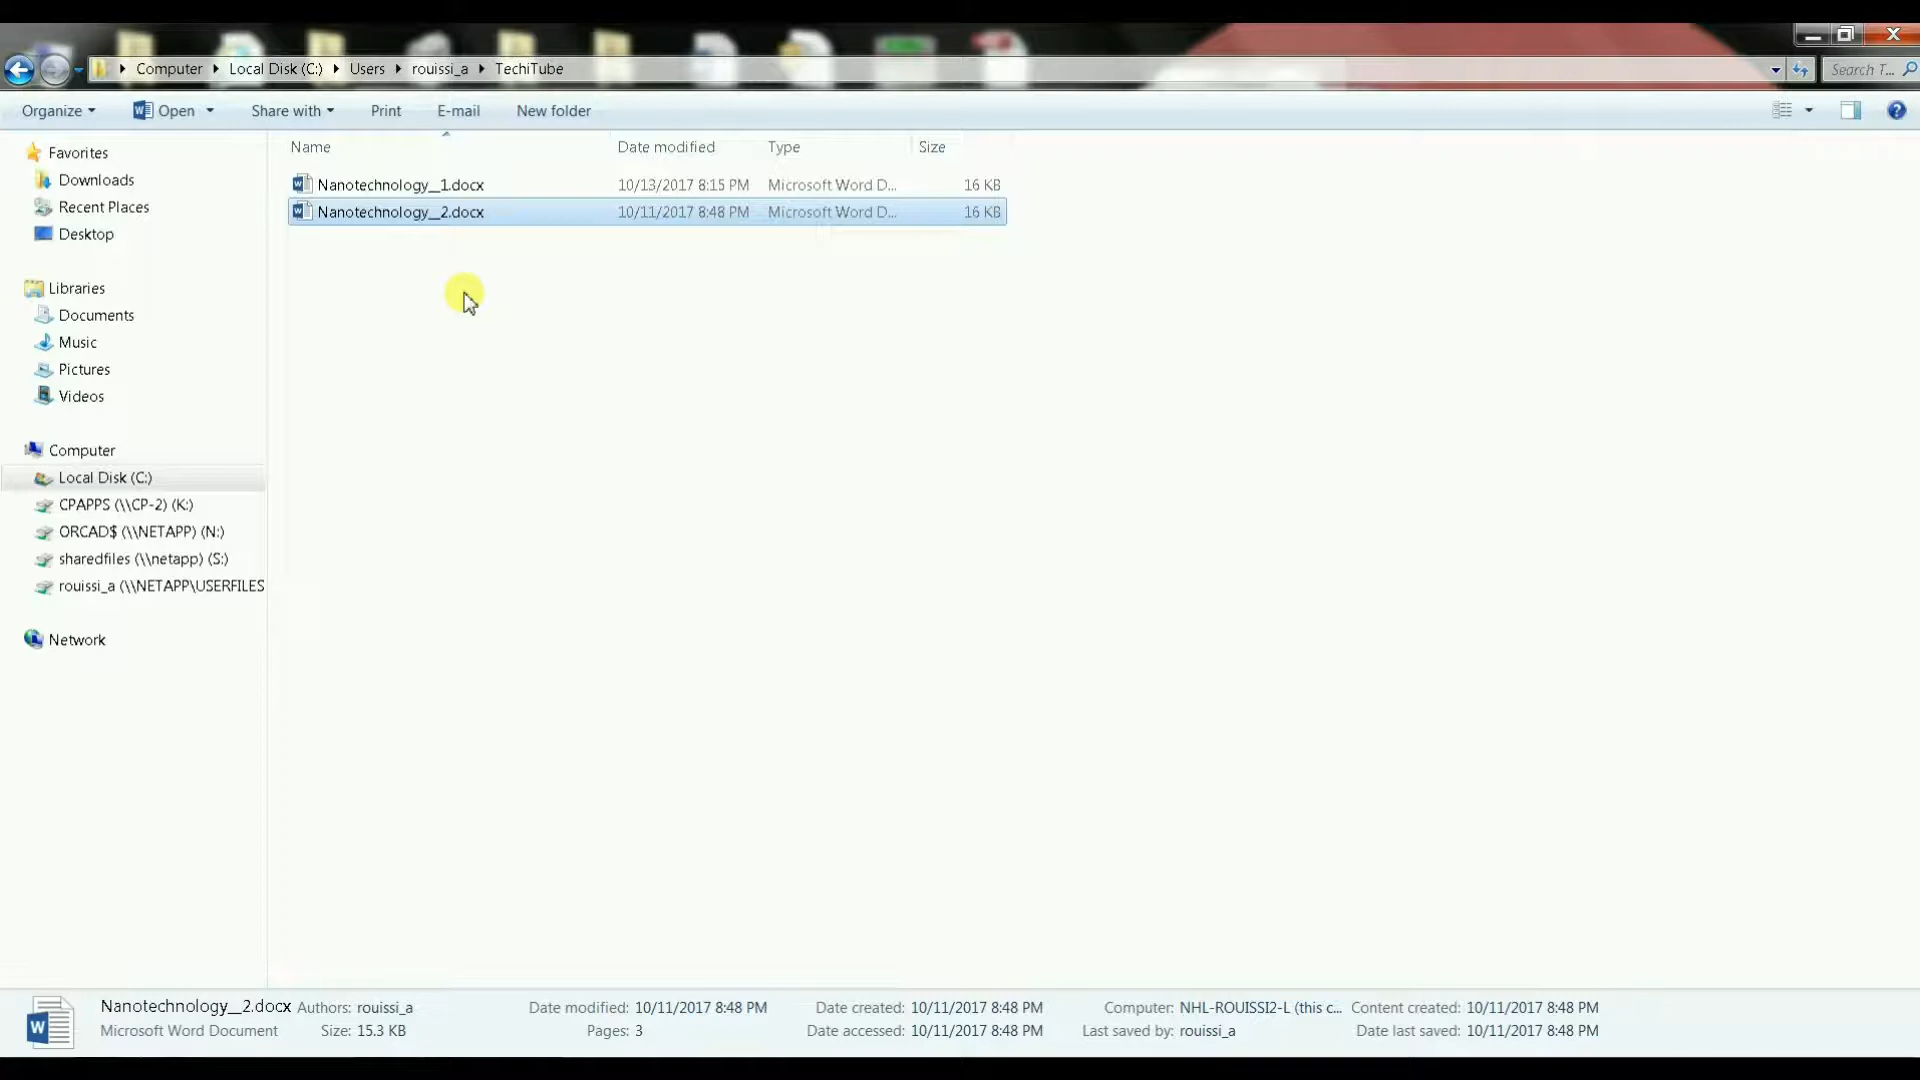 Computer Local Disk (C:) Users rouissi_a TechiTube Search T...
Organize Open Share with Print E-mail New folder
Name Date modified Type Size
Nanotechnology__1.docx 10/13/2017 8:15 PM Microsoft Word D... 16 KB
Nanotechnology__2.docx 10/11/2017 8:48 PM Microsoft Word D... 16 KB
Favorites
Downloads
Recent Places
Desktop
Libraries
Documents
Music
Pictures
Videos
Computer
Local Disk (C:)
CPAPPS (\\CP-2) (K:)
ORCAD$ (\\NETAPP) (N:)
sharedfiles (\\netapp) (S:)
rouissi_a (\\NETAPP\USERFILES
Network
Nanotechnology__2.docx Authors: rouissi_a Date modified: 10/11/2017 8:48 PM Date created: 10/11/2017 8:48 PM Computer: NHL-ROUISSI2-L (this c... Content created: 10/11/2017 8:48 PM
Microsoft Word Document Size: 15.3 KB Pages: 3 Date accessed: 10/11/2017 8:48 PM Last saved by: rouissi_a Date last saved: 10/11/2017 8:48 PM